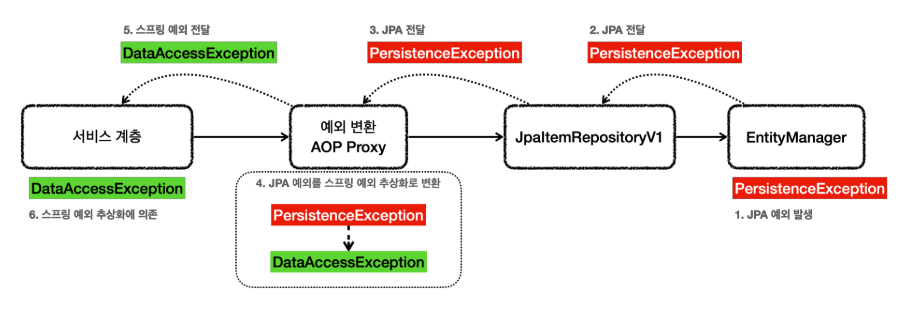 5. 스프링 예외 전달
DataAccessException
3. JPA 전달
PersistenceException
2. JPA 전달
PersistenceException
서비스 계층
예외 변환
AOP Proxy
JpaItemRepositoryV1
EntityManager
DataAccessException
6. 스프링 예외 추상화에 의존
4. JPA 예외를 스프링 예외 추상화로 변환
PersistenceException
DataAccessException
PersistenceException
1. JPA 예외 발생